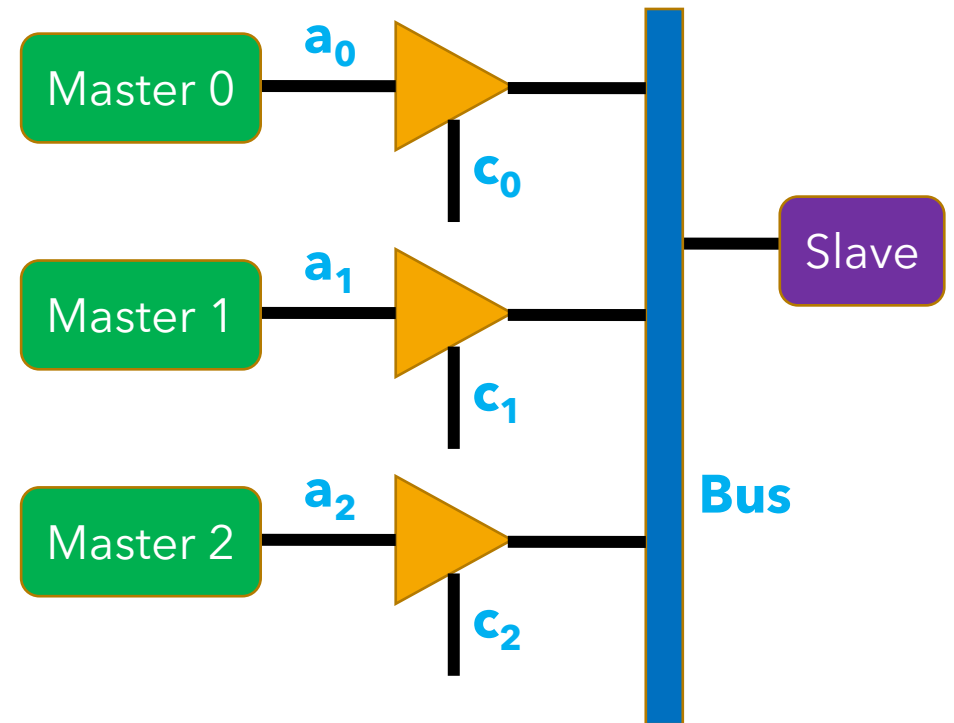 a₀
Master 0
c₀
Slave
a₁
Master 1
c₁
a₂
Bus
Master 2
c₂